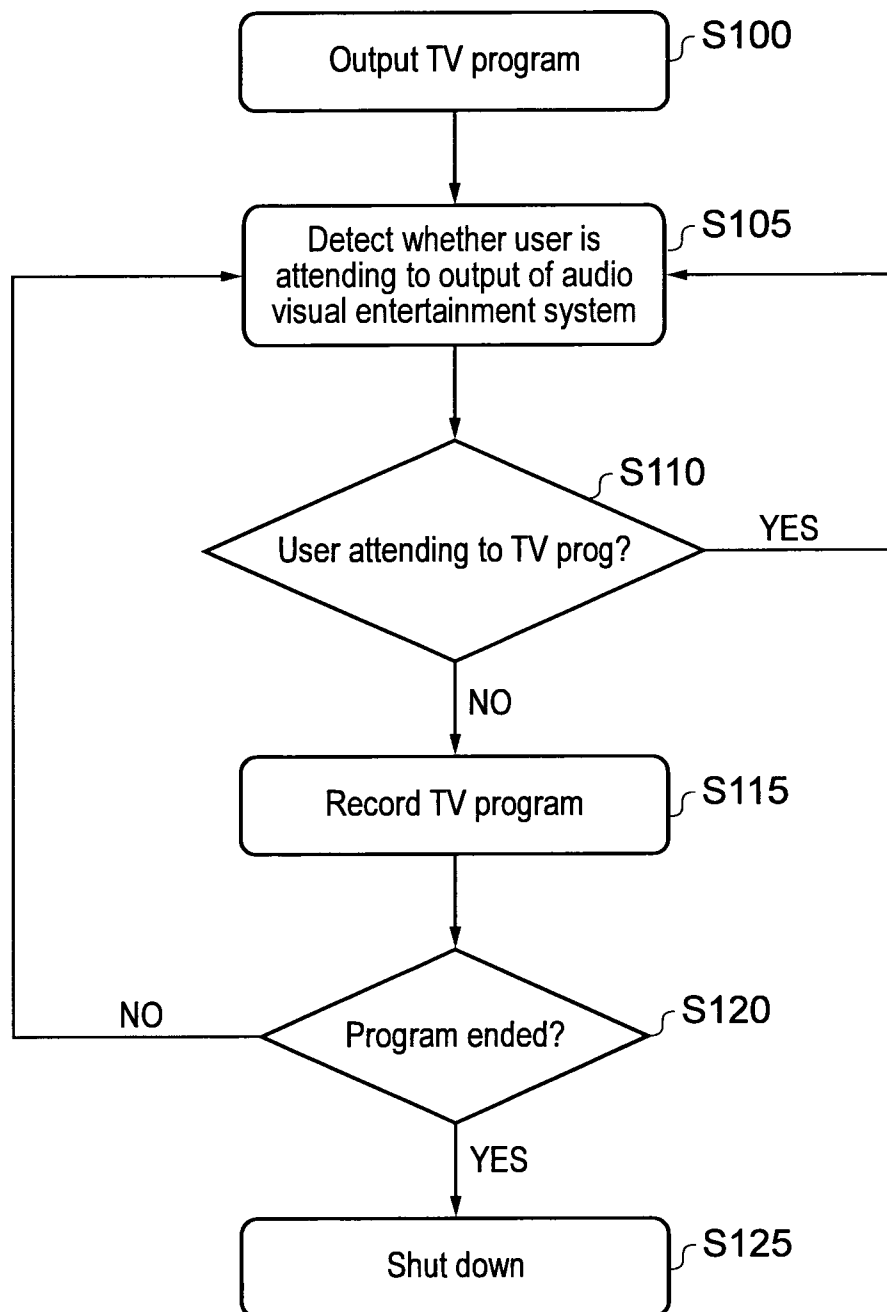 Output TV program
S100
Detect whether user is
attending to output of audio
visual entertainment system
S105
S110
User attending to TV prog?
YES
NO
Record TV program
S115
Program ended?
S120
NO
YES
Shut down
S125